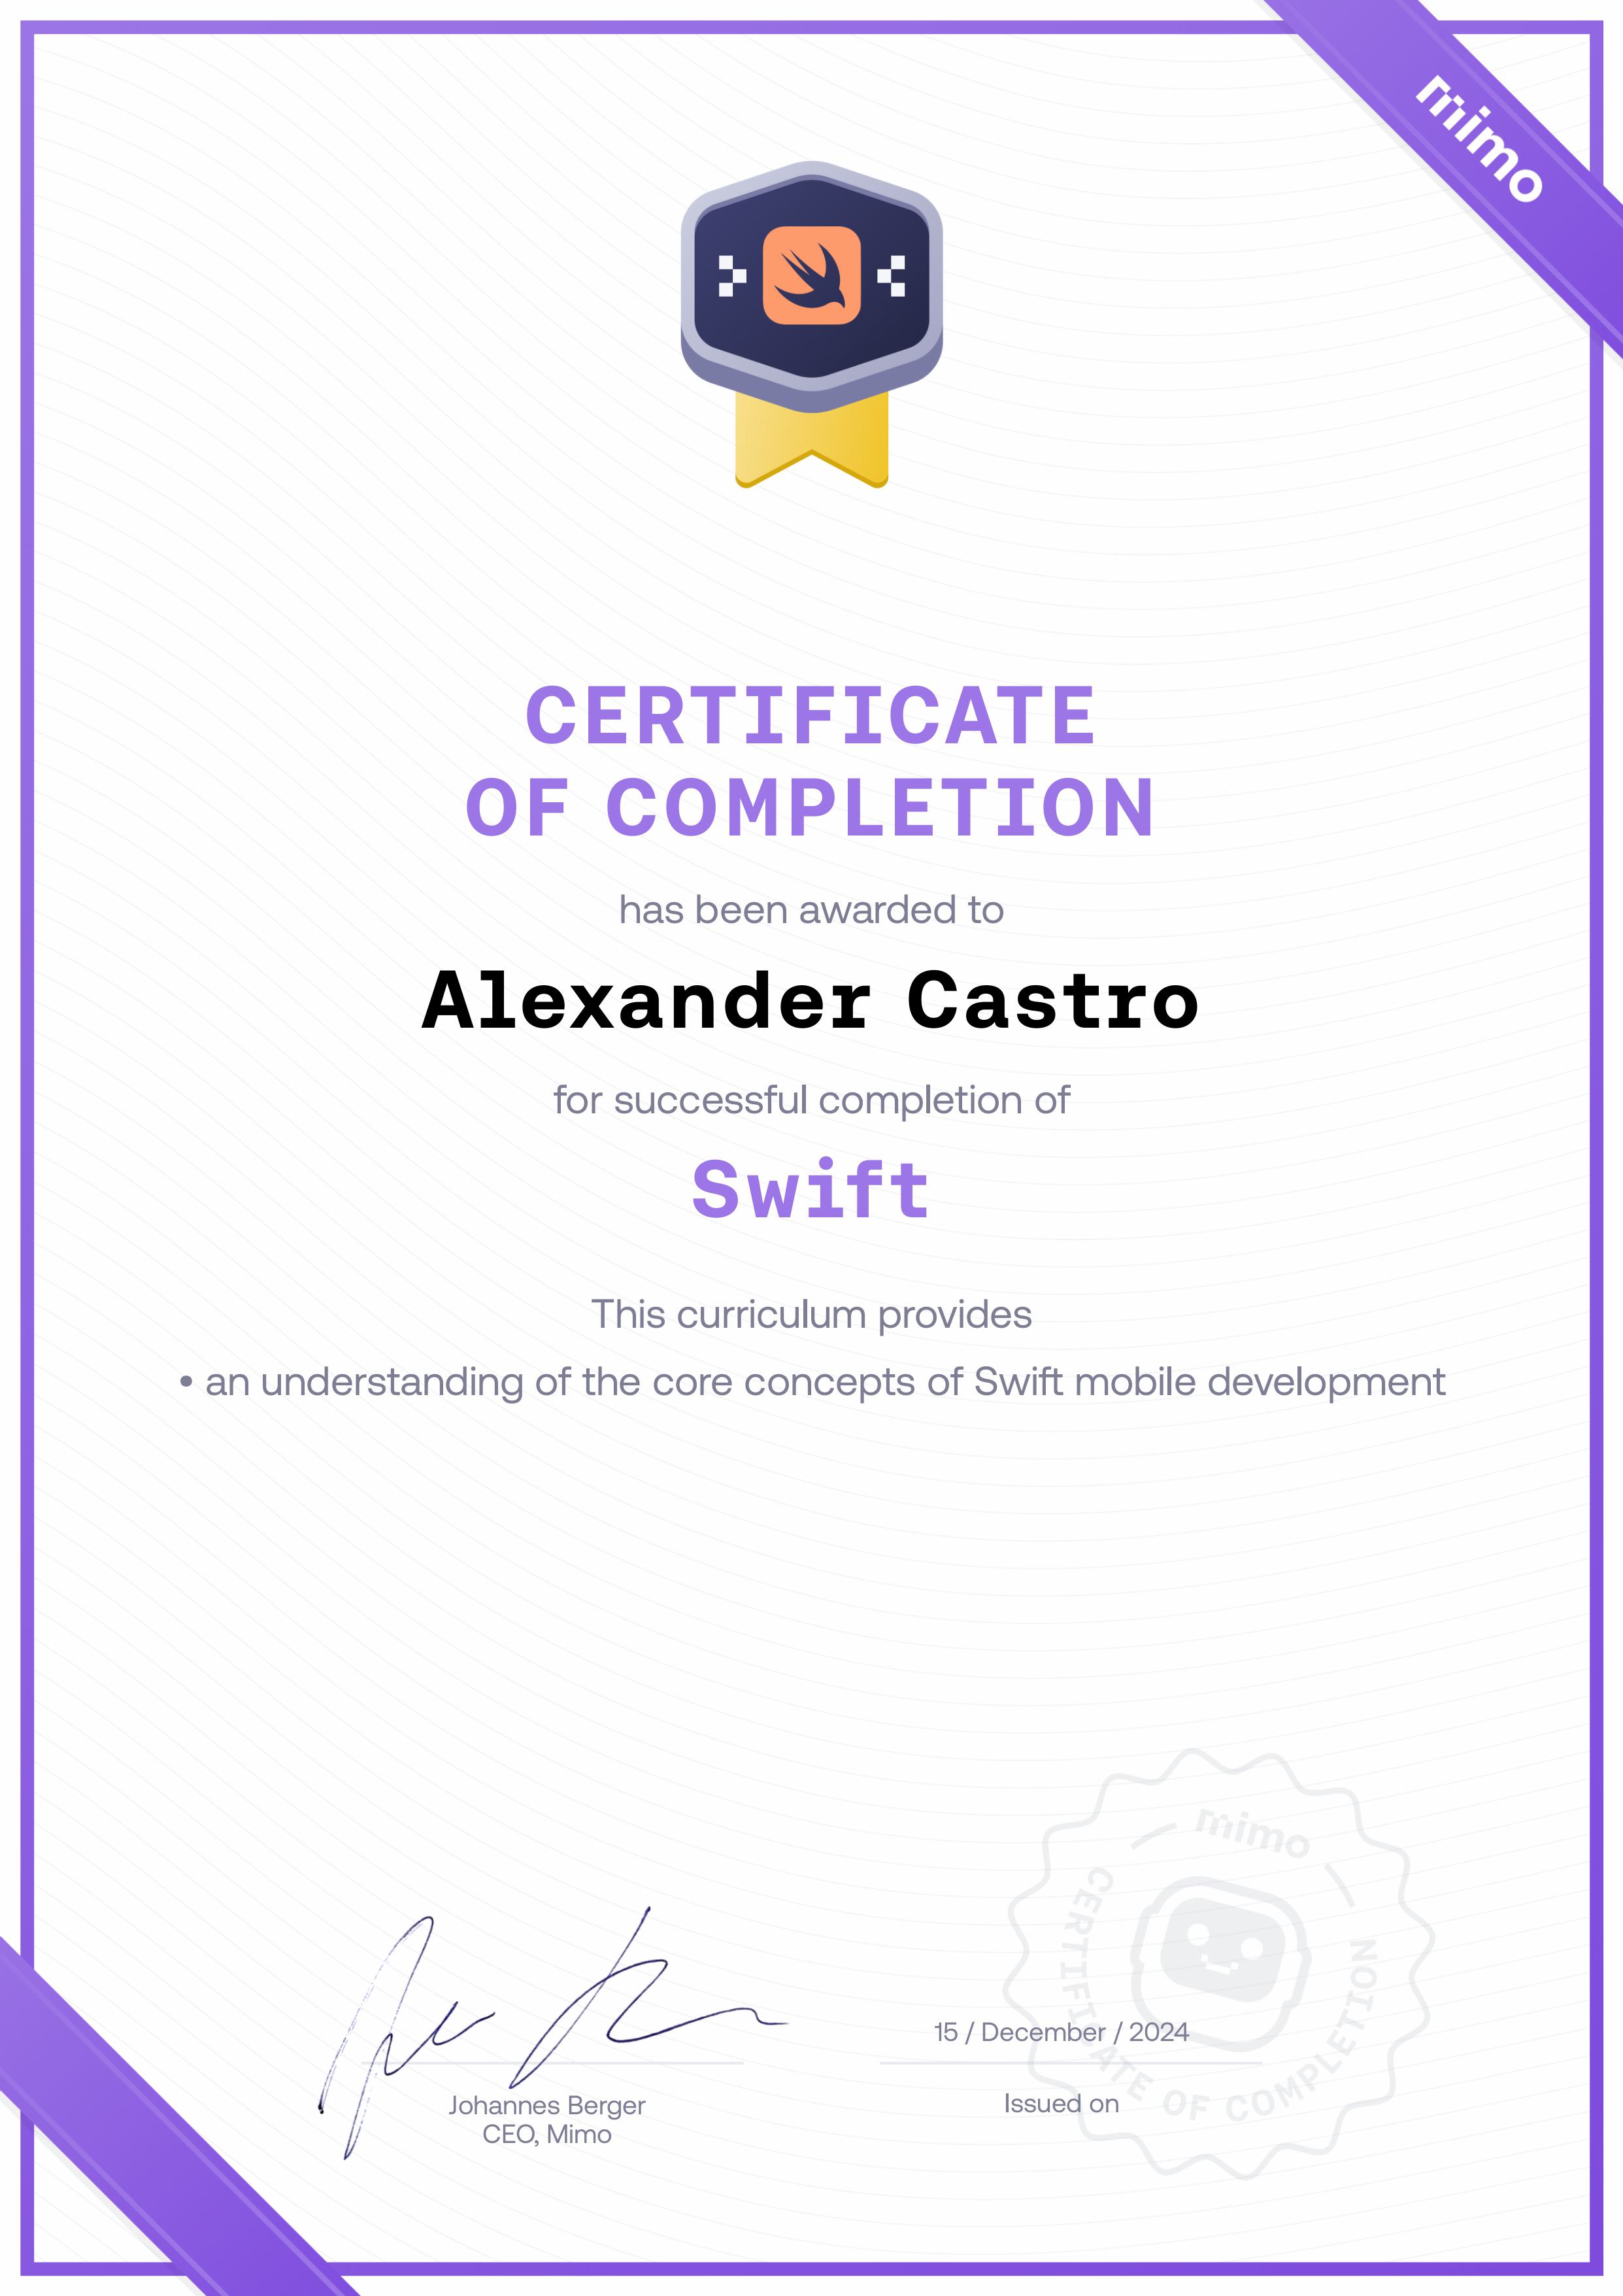 mimo
CERTIFICATE
OF COMPLETION
has been awarded to
Alexander Castro
for successful completion of
Swift
This curriculum provides
• an understanding of the core concepts of Swift mobile development
mimo
CERTIFICATE OF COMPLETION
15 / December / 2024
Johannes Berger
CEO, Mimo
Issued on